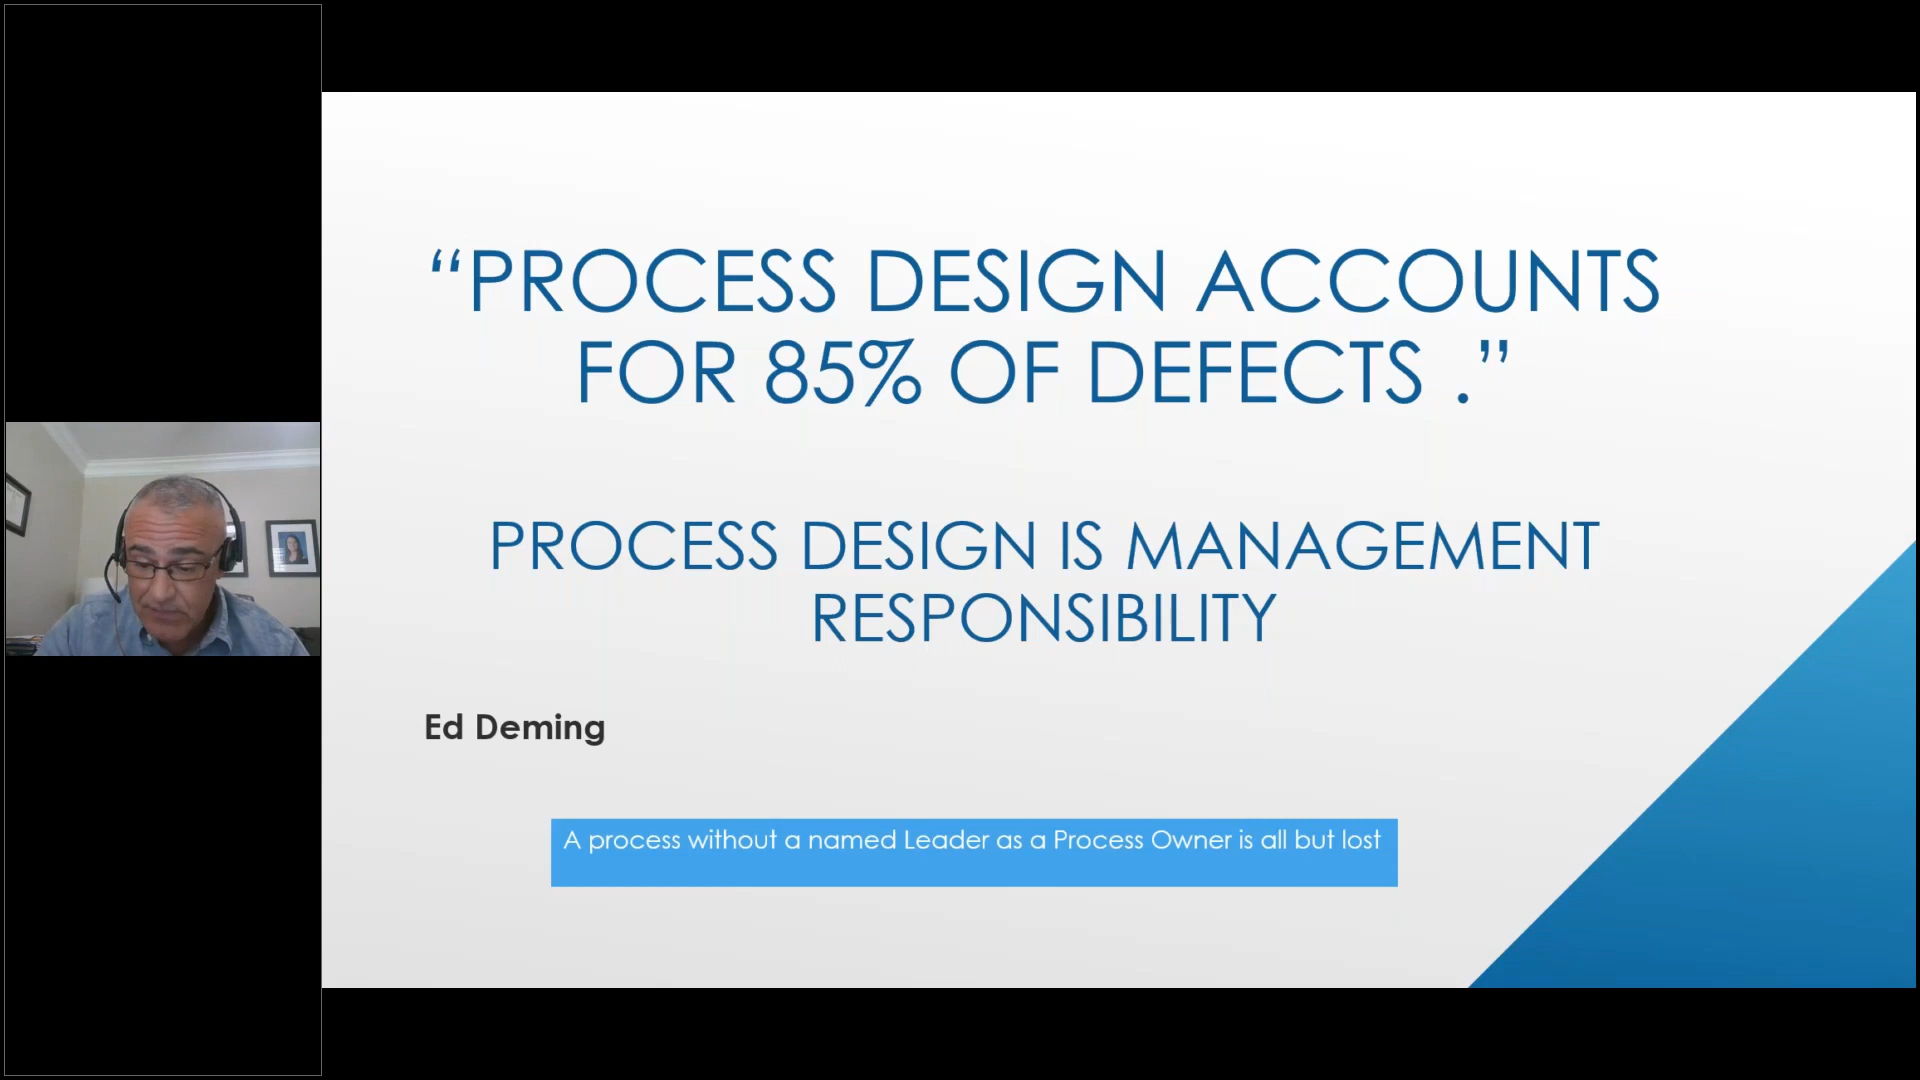 “PROCESS DESIGN ACCOUNTS
FOR 85% OF DEFECTS .”
PROCESS DESIGN IS MANAGEMENT
RESPONSIBILITY
Ed Deming
A process without a named Leader as a Process Owner is all but lost